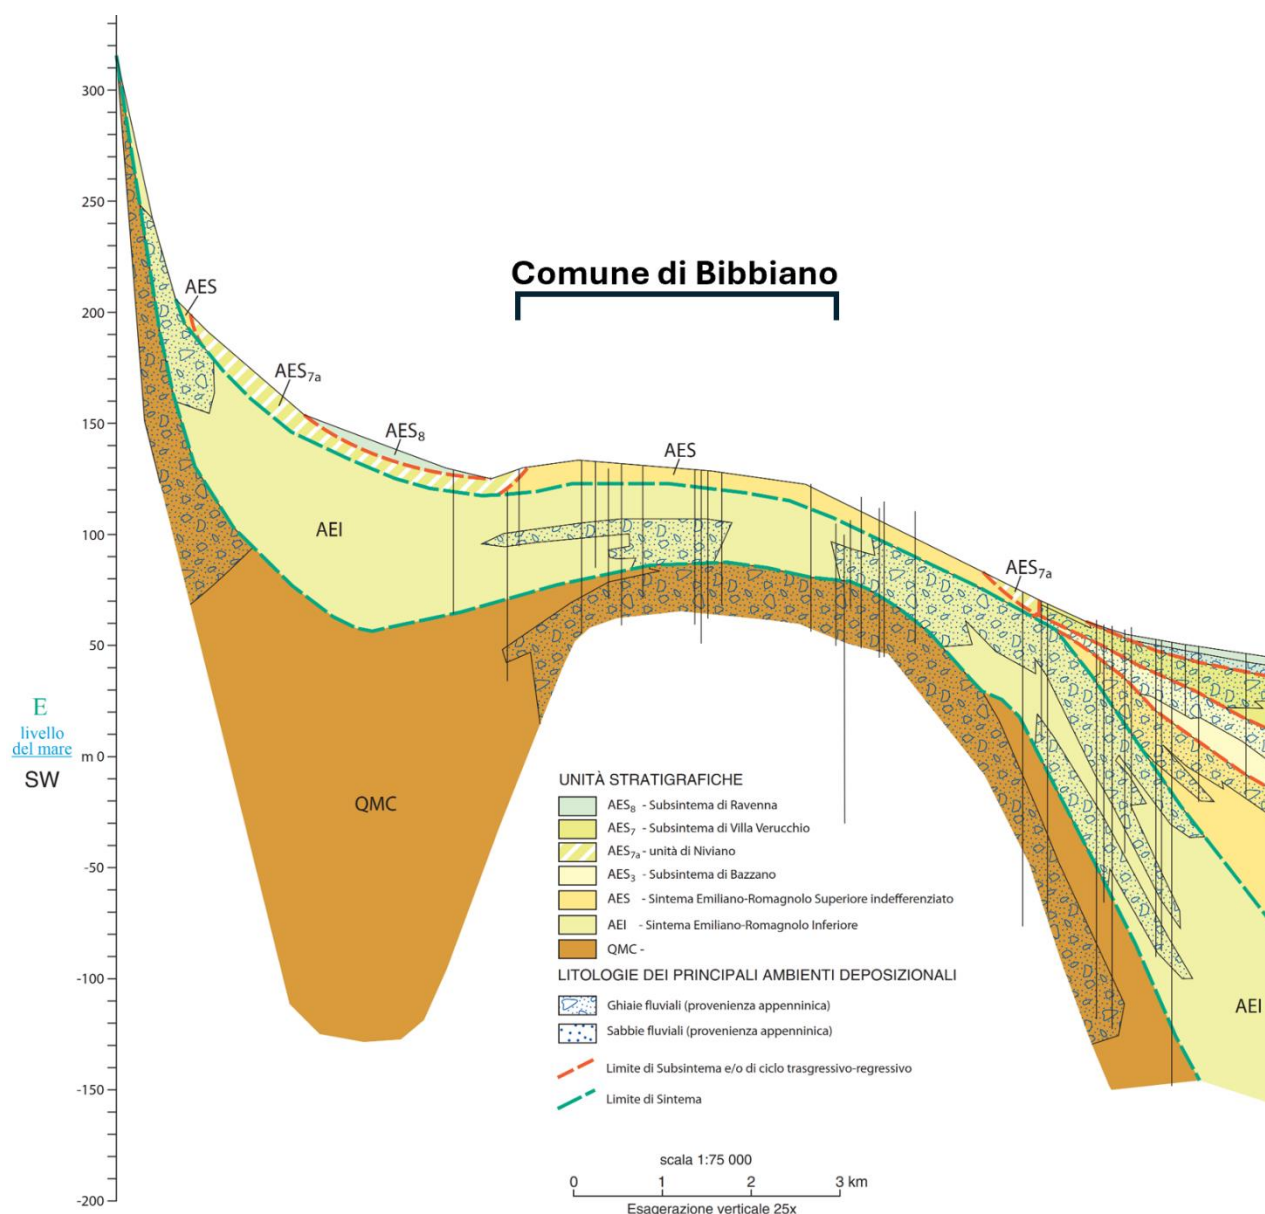 300
250
200
150
100
50
m 0
-50
-100
-150
-200
E
livello
del mare
SW
Comune di Bibbiano
AES
AES7a
AES8
AES
AEI
AES7a
QMC
AEI
UNITÀ STRATIGRAFICHE
AES8 - Subsintema di Ravenna
AES7 - Subsintema di Villa Verucchio
AES7a - unità di Niviano
AES3 - Subsintema di Bazzano
AES - Sintema Emiliano-Romagnolo Superiore indefferenziato
AEI - Sintema Emiliano-Romagnolo Inferiore
QMC -
LITOLOGIE DEI PRINCIPALI AMBIENTI DEPOSIZIONALI
Ghiaie fluviali (provenienza appenninica)
Sabbie fluviali (provenienza appenninica)
Limite di Subsintema e/o di ciclo trasgressivo-regressivo
Limite di Sintema
scala 1:75 000
0 1 2 3 km
Esagerazione verticale 25x